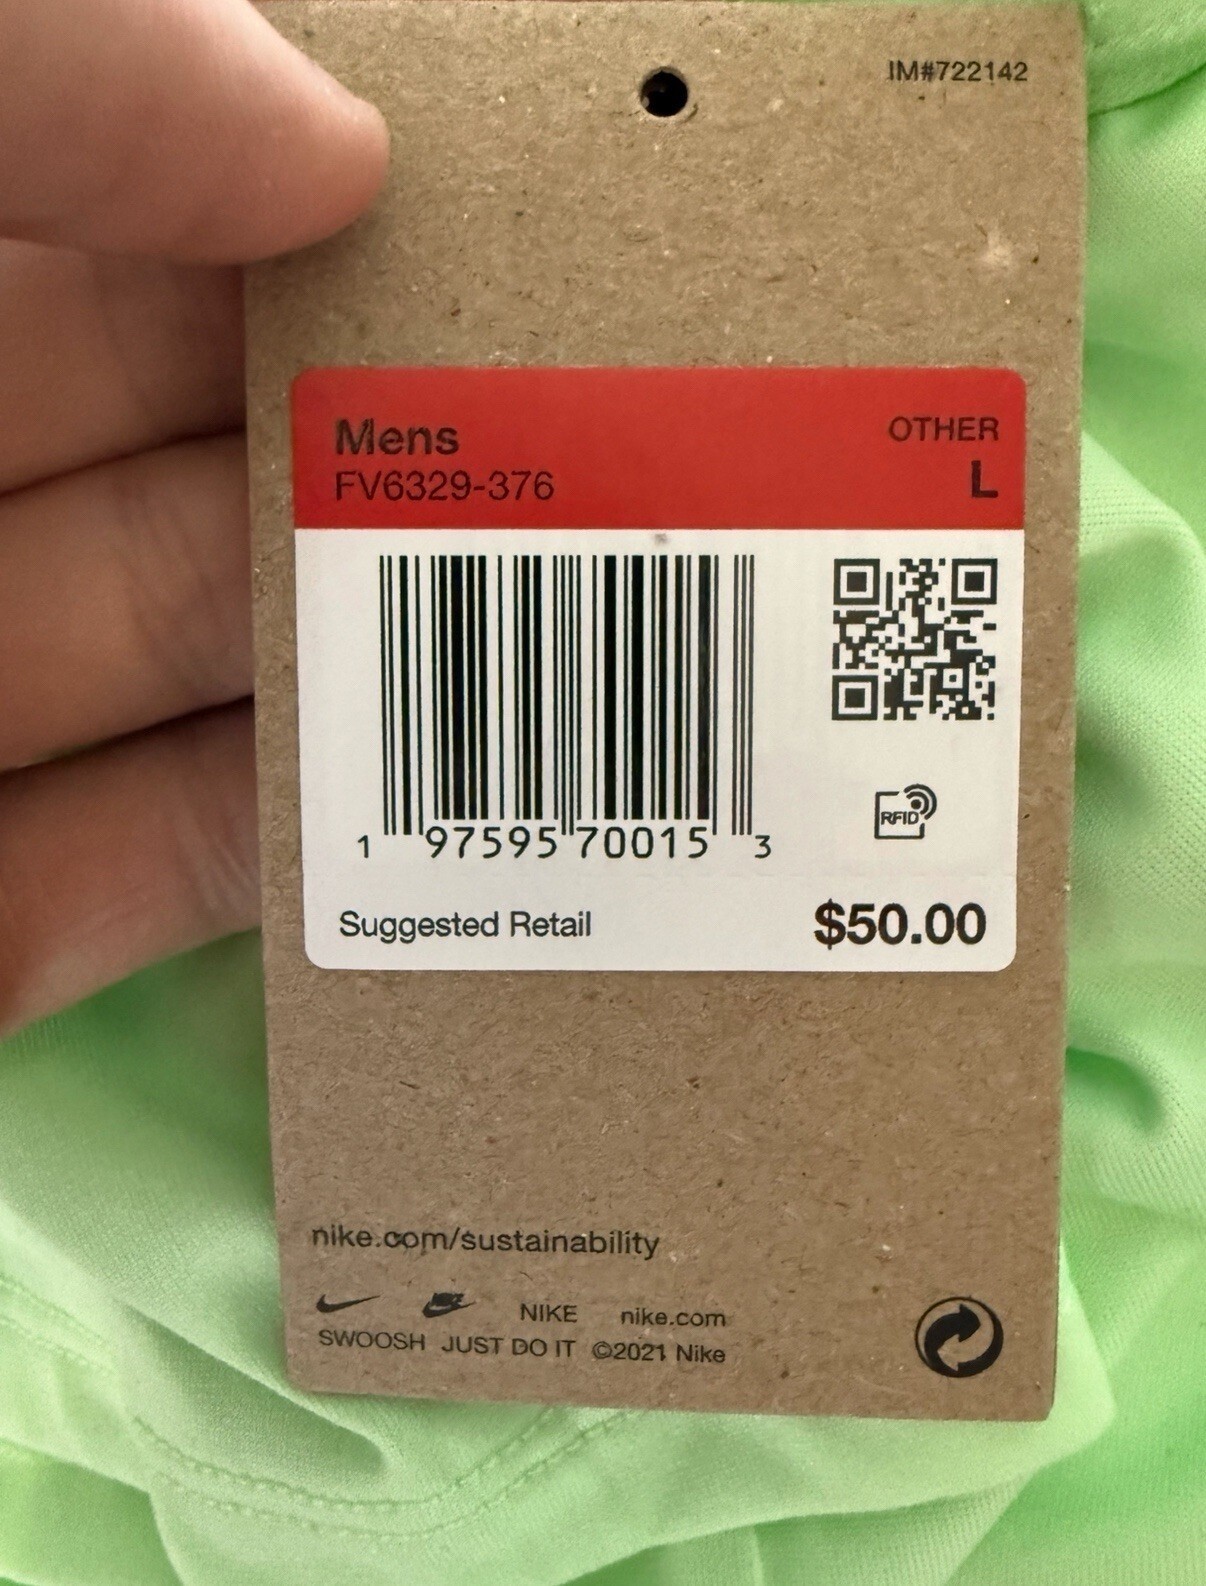 IM#722142
Mens
FV6329-376
OTHER
L
1 97595 70015 3
RFID
Suggested Retail
$50.00
nike.com/sustainability
NIKE nike.com
SWOOSH JUST DO IT ©2021 Nike